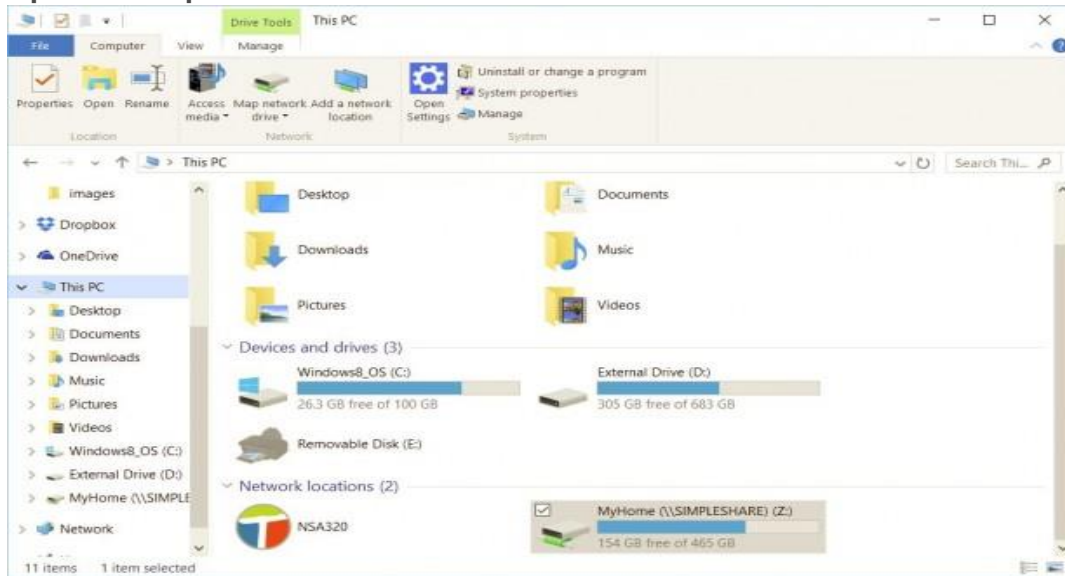 Drive Tools This PC
File Computer View Manage
Properties Open Rename Access media Map network drive Add a network location Open Settings
Uninstall or change a program
System properties
Manage
Location Network System
This PC Search Thi...
images
Dropbox
OneDrive
This PC
Desktop
Documents
Downloads
Music
Pictures
Videos
Windows8_OS (C:)
External Drive (D:)
MyHome (\\SIMPLE
Network
Desktop Documents
Downloads Music
Pictures Videos
Devices and drives (3)
Windows8_OS (C:) External Drive (D:)
26.3 GB free of 100 GB 305 GB free of 683 GB
Removable Disk (E:)
Network locations (2)
NSA320 MyHome (\\SIMPLESHARE) (Z:)
154 GB free of 465 GB
11 items 1 item selected